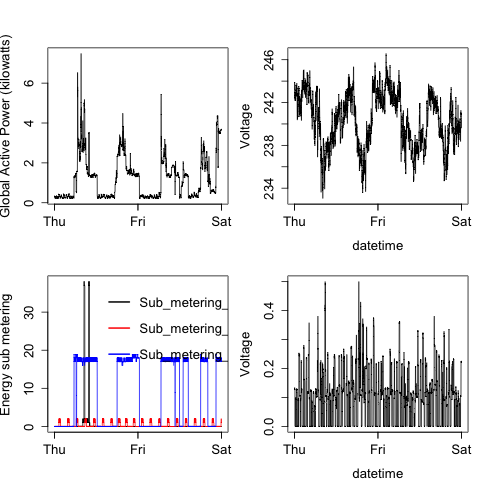 Global Active Power (kilowatts)
0 2 4 6
Thu Fri Sat
Voltage
234 238 242 246
Thu Fri Sat
datetime
Energy sub metering
0 10 20 30
Sub_metering_
Sub_metering_
Sub_metering_
Thu Fri Sat
Voltage
0.0 0.2 0.4
Thu Fri Sat
datetime